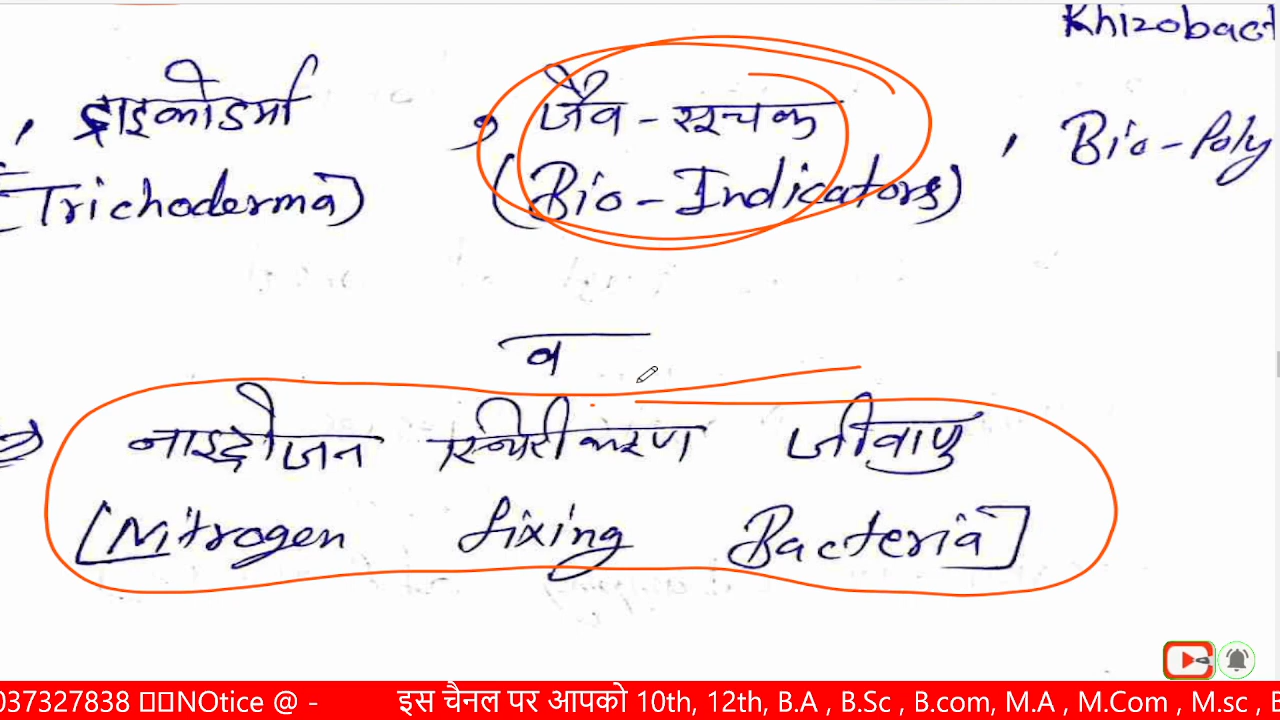 Rhizobact
, ट्राइकोडर्मा , जैव-सूचक , Bio-Poly
(Trichoderma) (Bio-Indicators)
व
नाइट्रोजन स्थिरीकरण जीवाणु
[Nitrogen fixing Bacteria]
037327838 NOtice @ - इस चैनल पर आपको 10th, 12th, B.A , B.Sc , B.com, M.A , M.Com , M.sc , B